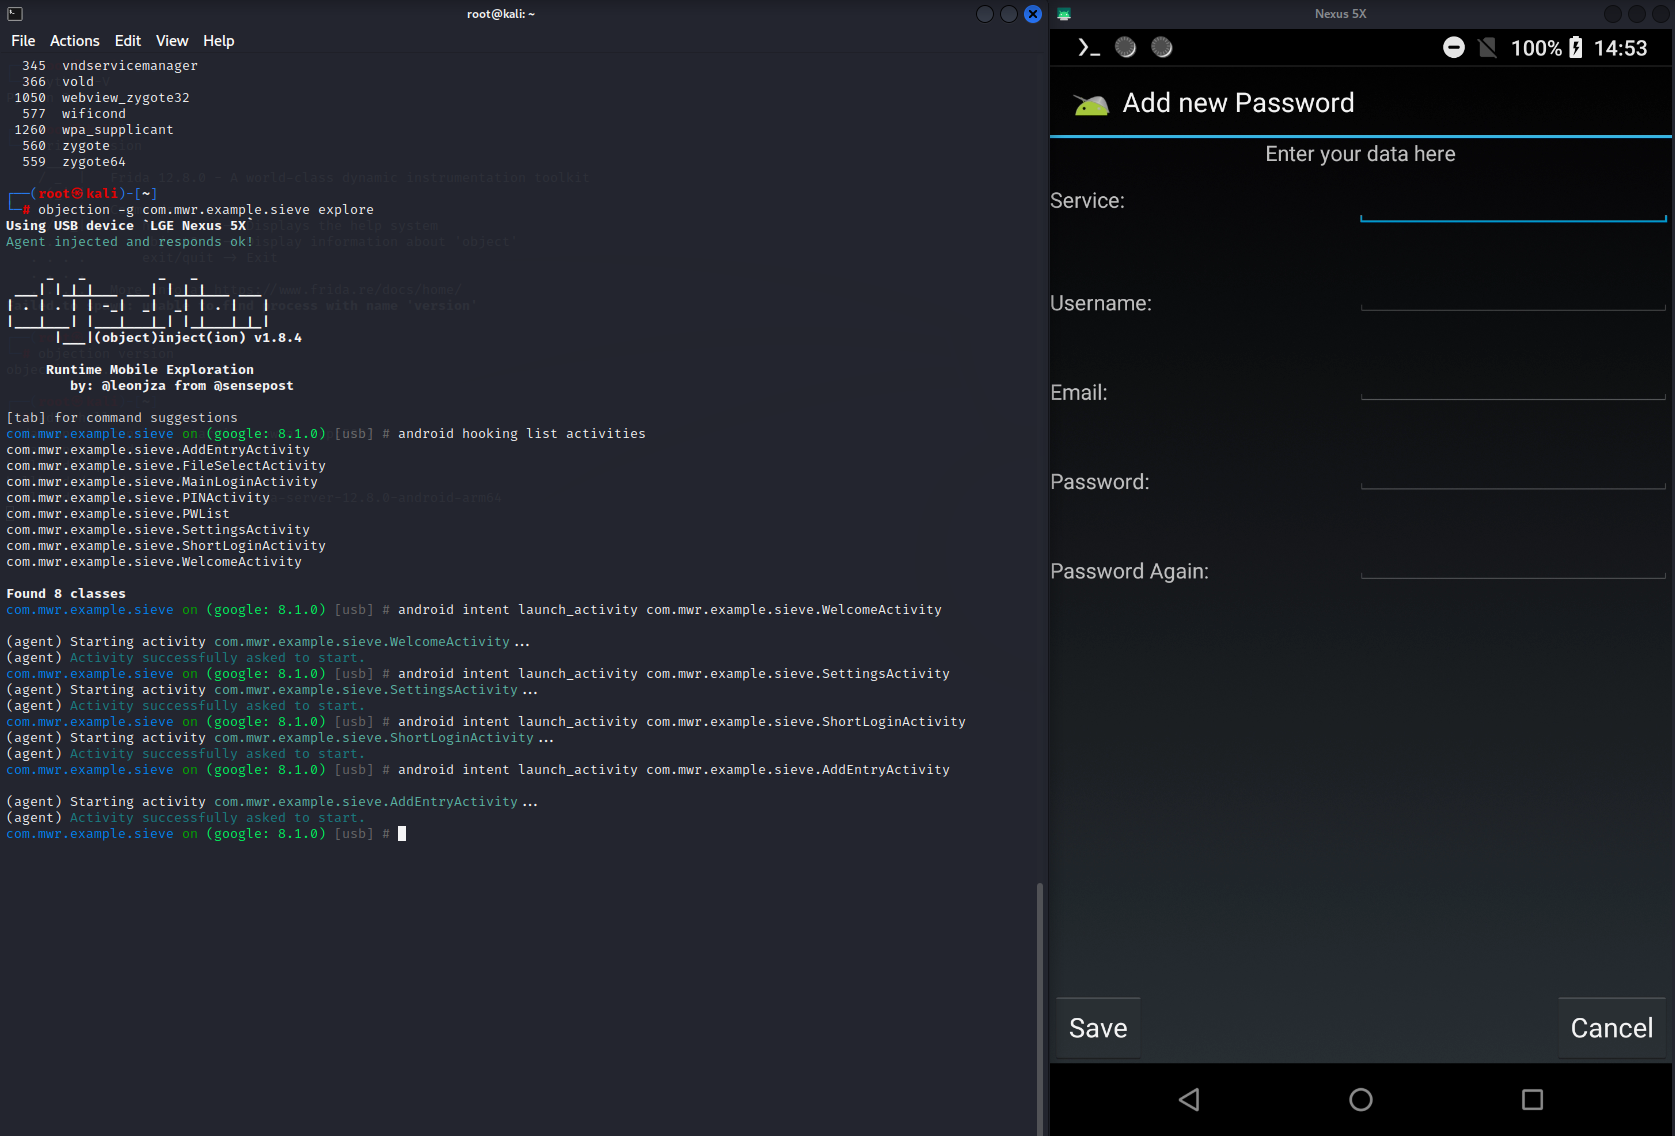 root@kali: ~
File Actions Edit View Help
345 vndservicemanager
366 vold
1050 webview_zygote32
577 wificond
1260 wpa_supplicant
560 zygote
559 zygote64
Frida 12.6.0 - A world-class dynamic instrumentation toolkit
(root㉿kali)-[~]
# objection -g com.mwr.example.sieve explore
Using USB device `LGE Nexus 5X`
Agent injected and responds ok!
|___|(object)inject(ion) v1.8.4
Runtime Mobile Exploration
by: @leonjza from @sensepost
[tab] for command suggestions
com.mwr.example.sieve on (google: 8.1.0) [usb] # android hooking list activities
com.mwr.example.sieve.AddEntryActivity
com.mwr.example.sieve.FileSelectActivity
com.mwr.example.sieve.MainLoginActivity
com.mwr.example.sieve.PINActivity
com.mwr.example.sieve.PWList
com.mwr.example.sieve.SettingsActivity
com.mwr.example.sieve.ShortLoginActivity
com.mwr.example.sieve.WelcomeActivity
Found 8 classes
com.mwr.example.sieve on (google: 8.1.0) [usb] # android intent launch_activity com.mwr.example.sieve.WelcomeActivity
(agent) Starting activity com.mwr.example.sieve.WelcomeActivity...
(agent) Activity successfully asked to start.
com.mwr.example.sieve on (google: 8.1.0) [usb] # android intent launch_activity com.mwr.example.sieve.SettingsActivity
(agent) Starting activity com.mwr.example.sieve.SettingsActivity...
(agent) Activity successfully asked to start.
com.mwr.example.sieve on (google: 8.1.0) [usb] # android intent launch_activity com.mwr.example.sieve.ShortLoginActivity
(agent) Starting activity com.mwr.example.sieve.ShortLoginActivity...
(agent) Activity successfully asked to start.
com.mwr.example.sieve on (google: 8.1.0) [usb] # android intent launch_activity com.mwr.example.sieve.AddEntryActivity
(agent) Starting activity com.mwr.example.sieve.AddEntryActivity...
(agent) Activity successfully asked to start.
com.mwr.example.sieve on (google: 8.1.0) [usb] #
Nexus 5X
100% 14:53
Add new Password
Enter your data here
Service:
Username:
Email:
Password:
Password Again:
Save
Cancel